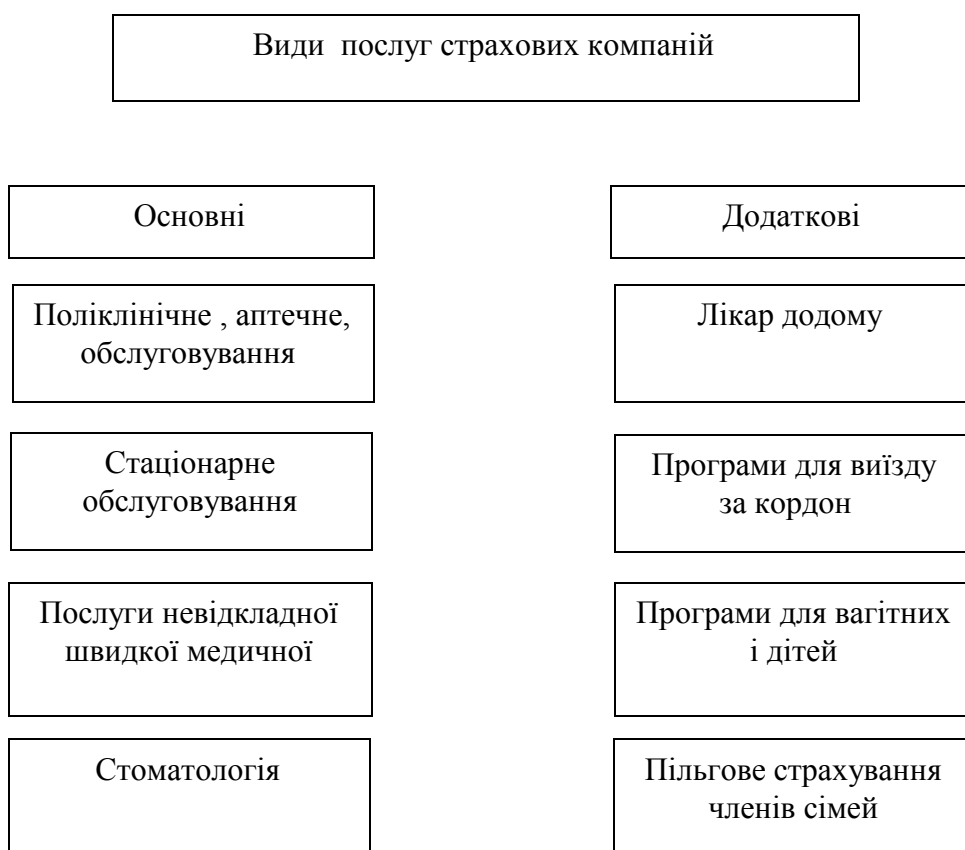 Види послуг страхових компаній
Основні
Додаткові
Поліклінічне , аптечне,
обслуговування
Лікар додому
Стаціонарне
обслуговування
Програми для виїзду
за кордон
Послуги невідкладної
швидкої медичної
Програми для вагітних
і дітей
Стоматологія
Пільгове страхування
членів сімей